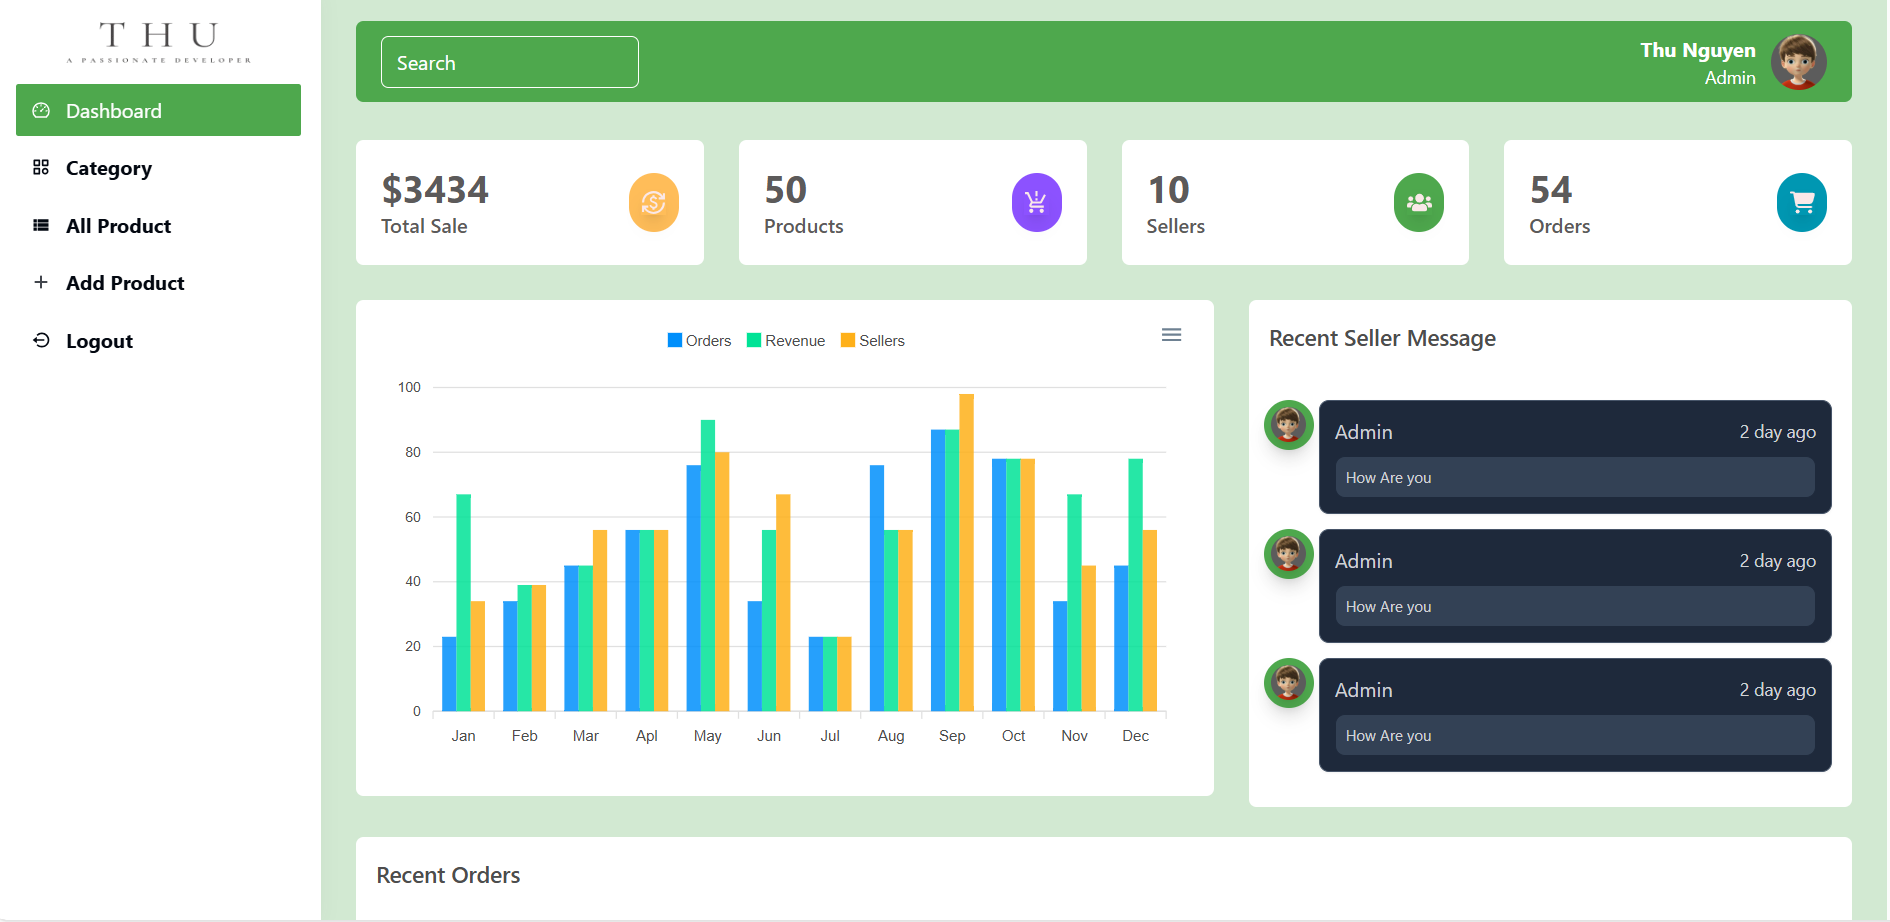 T H U
A PASSIONATE DEVELOPER
Dashboard
Category
All Product
Add Product
Logout
Search
Thu Nguyen
Admin
$3434
Total Sale
50
Products
10
Sellers
54
Orders
Orders Revenue Sellers
100
80
60
40
20
0
Jan Feb Mar Apl May Jun Jul Aug Sep Oct Nov Dec
Recent Seller Message
Admin 2 day ago
How Are you
Admin 2 day ago
How Are you
Admin 2 day ago
How Are you
Recent Orders